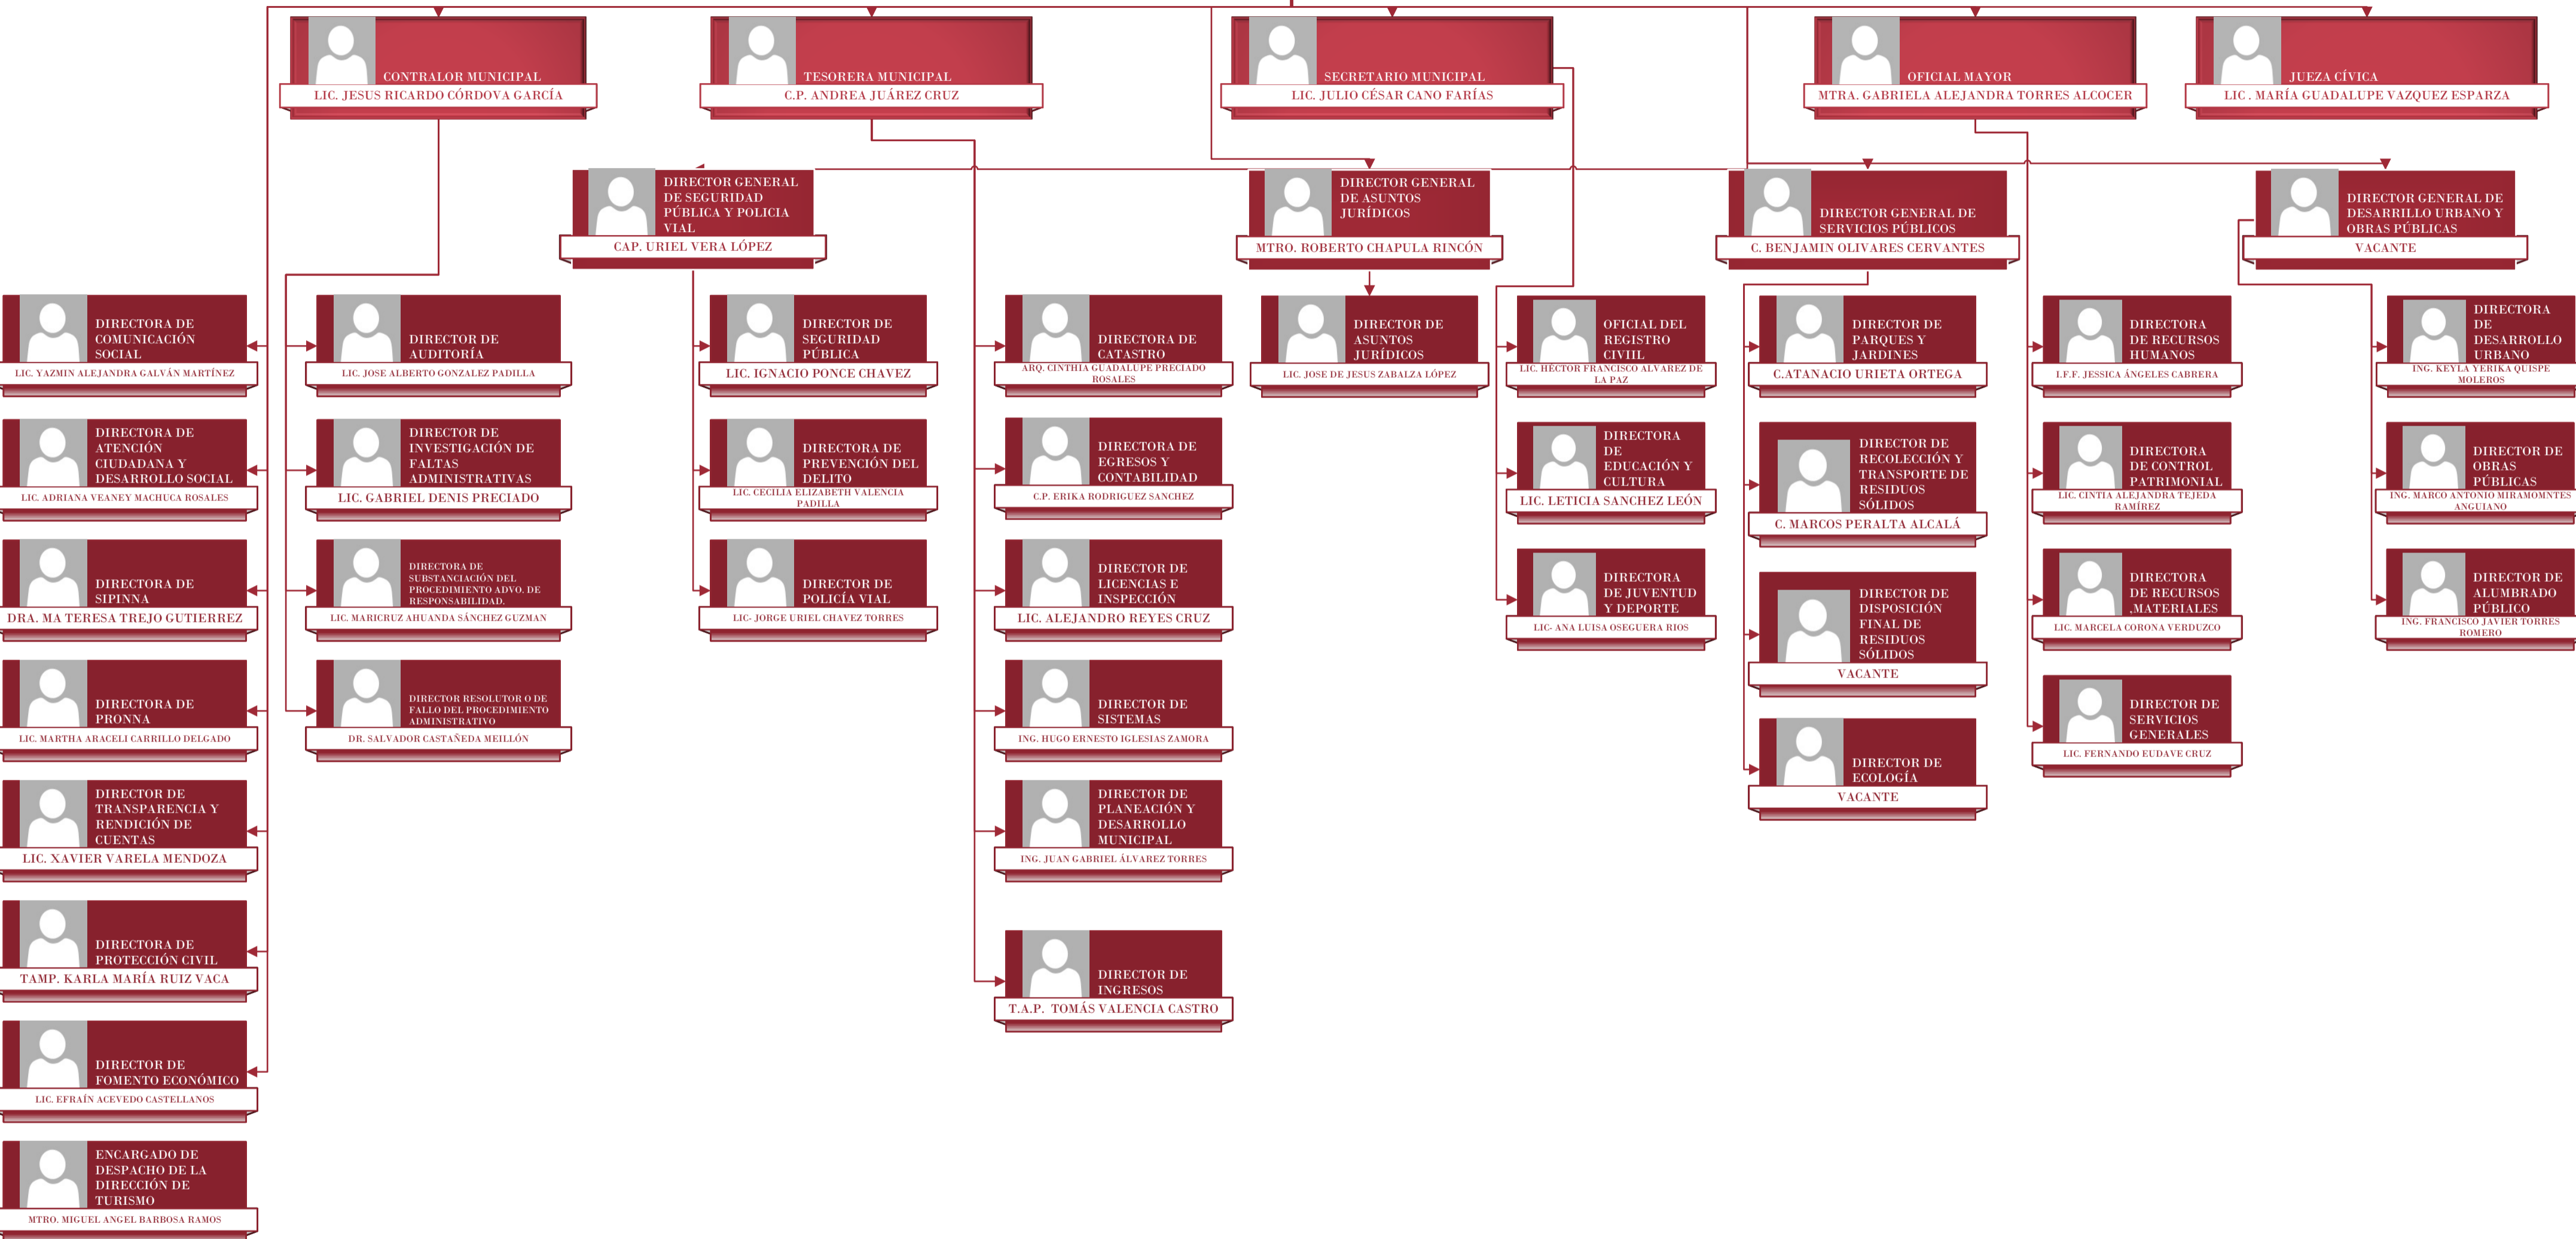 CONTRALOR MUNICIPAL
LIC. JESUS RICARDO CÓRDOVA GARCÍA
TESORERA MUNICIPAL
C.P. ANDREA JUÁREZ CRUZ
SECRETARIO MUNICIPAL
LIC. JULIO CÉSAR CANO FARÍAS
OFICIAL MAYOR
MTRA. GABRIELA ALEJANDRA TORRES ALCOCER
JUEZA CÍVICA
LIC . MARÍA GUADALUPE VAZQUEZ ESPARZA
DIRECTOR GENERAL
DE SEGURIDAD
PÚBLICA Y POLICIA
VIAL
CAP. URIEL VERA LÓPEZ
DIRECTOR GENERAL
DE ASUNTOS
JURÍDICOS
MTRO. ROBERTO CHAPULA RINCÓN
DIRECTOR GENERAL DE
SERVICIOS PÚBLICOS
C. BENJAMIN OLIVARES CERVANTES
DIRECTOR GENERAL DE
DESARROLLO URBANO Y
OBRAS PÚBLICAS
VACANTE
DIRECTORA DE
COMUNICACIÓN
SOCIAL
LIC. YAZMIN ALEJANDRA GALVÁN MARTÍNEZ
DIRECTORA DE
ATENCIÓN
CIUDADANA Y
DESARROLLO SOCIAL
LIC. ADRIANA VEANEY MACHUCA ROSALES
DIRECTORA DE
SIPINNA
DRA. MA TERESA TREJO GUTIERREZ
DIRECTORA DE
PRONNA
LIC. MARTHA ARACELI CARRILLO DELGADO
DIRECTOR DE
TRANSPARENCIA Y
RENDICIÓN DE
CUENTAS
LIC. XAVIER VARELA MENDOZA
DIRECTORA DE
PROTECCIÓN CIVIL
TAMP. KARLA MARÍA RUIZ VACA
DIRECTOR DE
FOMENTO ECONÓMICO
LIC. EFRAÍN ACEVEDO CASTELLANOS
ENCARGADO DE
DESPACHO DE LA
DIRECCIÓN DE
TURISMO
MTRO. MIGUEL ANGEL BARBOSA RAMOS
DIRECTOR DE
AUDITORÍA
LIC. JOSE ALBERTO GONZALEZ PADILLA
DIRECTOR DE
INVESTIGACIÓN DE
FALTAS
ADMINISTRATIVAS
LIC. GABRIEL DENIS PRECIADO
DIRECTORA DE
SUBSTANCIACIÓN DEL
PROCEDIMIENTO ADVO. DE
RESPONSABILIDAD.
LIC. MARICRUZ AHUANDA SÁNCHEZ GUZMAN
DIRECTOR RESOLUTOR O DE
FALLO DEL PROCEDIMIENTO
ADMINISTRATIVO
DR. SALVADOR CASTAÑEDA MEILLÓN
DIRECTOR DE
SEGURIDAD
PÚBLICA
LIC. IGNACIO PONCE CHAVEZ
DIRECTORA DE
PREVENCIÓN DEL
DELITO
LIC. CECILIA ELIZABETH VALENCIA
PADILLA
DIRECTOR DE
POLICÍA VIAL
LIC- JORGE URIEL CHAVEZ TORRES
DIRECTORA DE
CATASTRO
ARQ. CINTHIA GUADALUPE PRECIADO
ROSALES
DIRECTORA DE
EGRESOS Y
CONTABILIDAD
C.P. ERIKA RODRIGUEZ SANCHEZ
DIRECTOR DE
LICENCIAS E
INSPECCIÓN
LIC. ALEJANDRO REYES CRUZ
DIRECTOR DE
SISTEMAS
ING. HUGO ERNESTO IGLESIAS ZAMORA
DIRECTOR DE
PLANEACIÓN Y
DESARROLLO
MUNICIPAL
ING. JUAN GABRIEL ÁLVAREZ TORRES
DIRECTOR DE
INGRESOS
T.A.P. TOMÁS VALENCIA CASTRO
DIRECTOR DE
ASUNTOS
JURÍDICOS
LIC. JOSE DE JESUS ZABALZA LÓPEZ
OFICIAL DEL
REGISTRO
CIVIIL
LIC. HÉCTOR FRANCISCO ALVAREZ DE
LA PAZ
DIRECTORA
DE
EDUCACIÓN Y
CULTURA
LIC. LETICIA SANCHEZ LEÓN
DIRECTORA
DE JUVENTUD
Y DEPORTE
LIC- ANA LUISA OSEGUERA RIOS
DIRECTOR DE
PARQUES Y
JARDINES
C.ATANACIO URIETA ORTEGA
DIRECTOR DE
RECOLECCIÓN Y
TRANSPORTE DE
RESIDUOS
SÓLIDOS
C. MARCOS PERALTA ALCALÁ
DIRECTOR DE
DISPOSICIÓN
FINAL DE
RESIDUOS
SÓLIDOS
VACANTE
DIRECTOR DE
ECOLOGÍA
VACANTE
DIRECTORA
DE RECURSOS
HUMANOS
I.F.F. JESSICA ÁNGELES CABRERA
DIRECTORA
DE CONTROL
PATRIMONIAL
LIC. CINTIA ALEJANDRA TEJEDA
RAMÍREZ
DIRECTORA
DE RECURSOS
,MATERIALES
LIC. MARCELA CORONA VERDUZCO
DIRECTOR DE
SERVICIOS
GENERALES
LIC. FERNANDO EUDAVE CRUZ
DIRECTORA
DE
DESARROLLO
URBANO
ING. KEYLA YERIKA QUISPE
MOLEROS
DIRECTOR DE
OBRAS
PÚBLICAS
ING. MARCO ANTONIO MIRAMOMNTES
ANGUIANO
DIRECTOR DE
ALUMBRADO
PÚBLICO
ING. FRANCISCO JAVIER TORRES
ROMERO